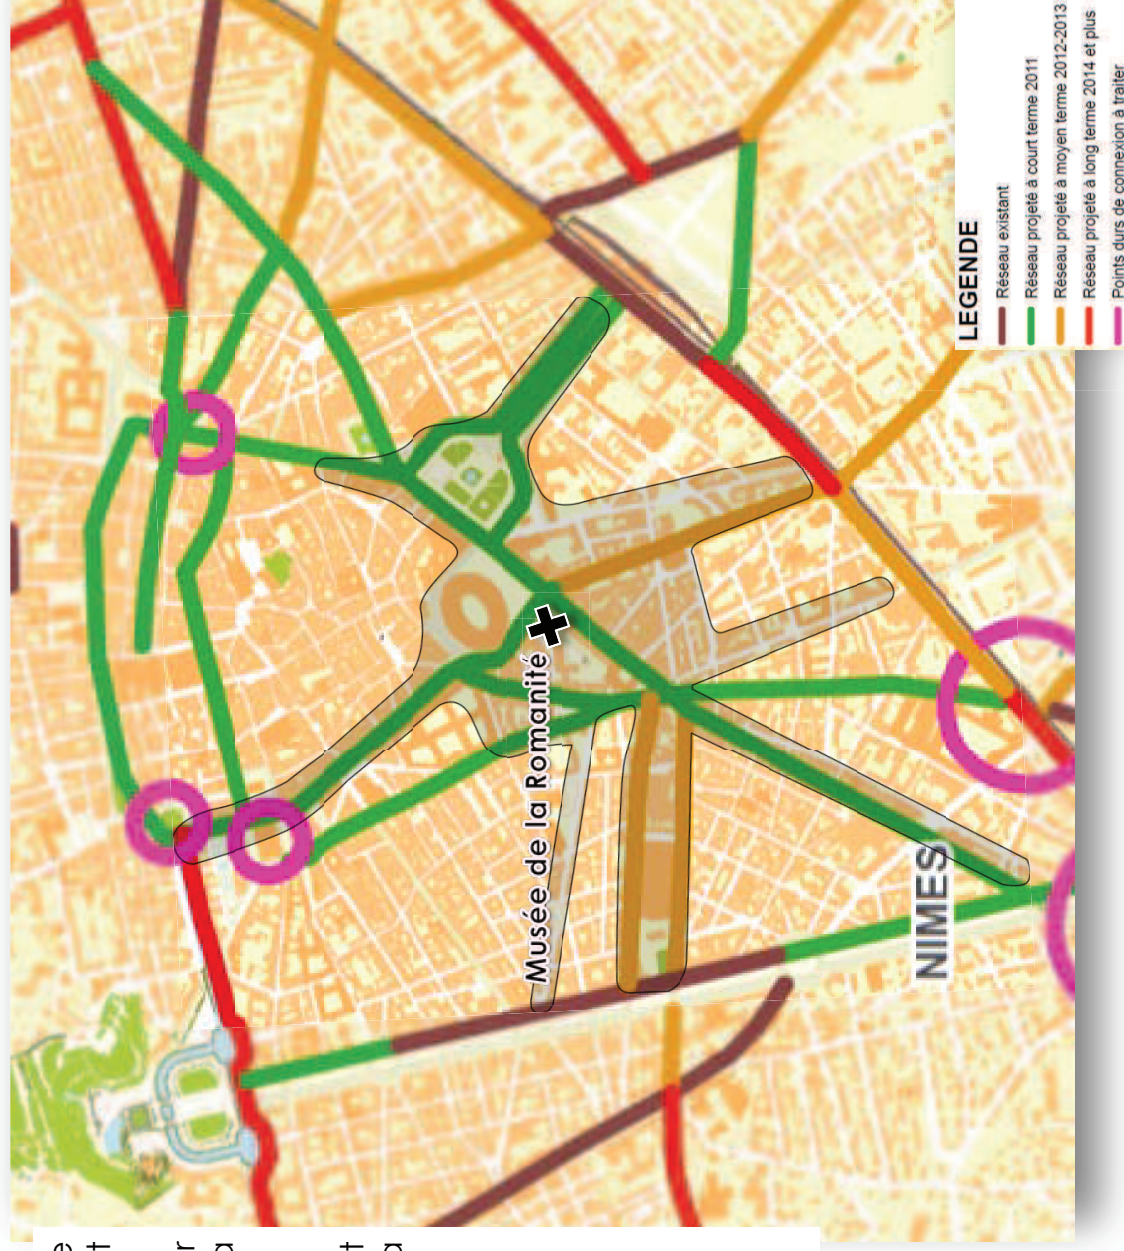 Musée de la Romanité
NIMES
LEGENDE
Réseau existant
Réseau projeté à court terme 2011
Réseau projeté à moyen terme 2012-2013
Réseau projeté à long terme 2014 et plus
Points durs de connexion à traiter